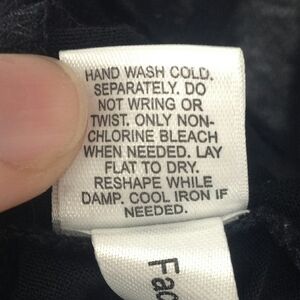 HAND WASH COLD.
SEPARATELY. DO
NOT WRING OR
TWIST. ONLY NON-
CHLORINE BLEACH
WHEN NEEDED. LAY
FLAT TO DRY.
RESHAPE WHILE
DAMP. COOL IRON IF
NEEDED.